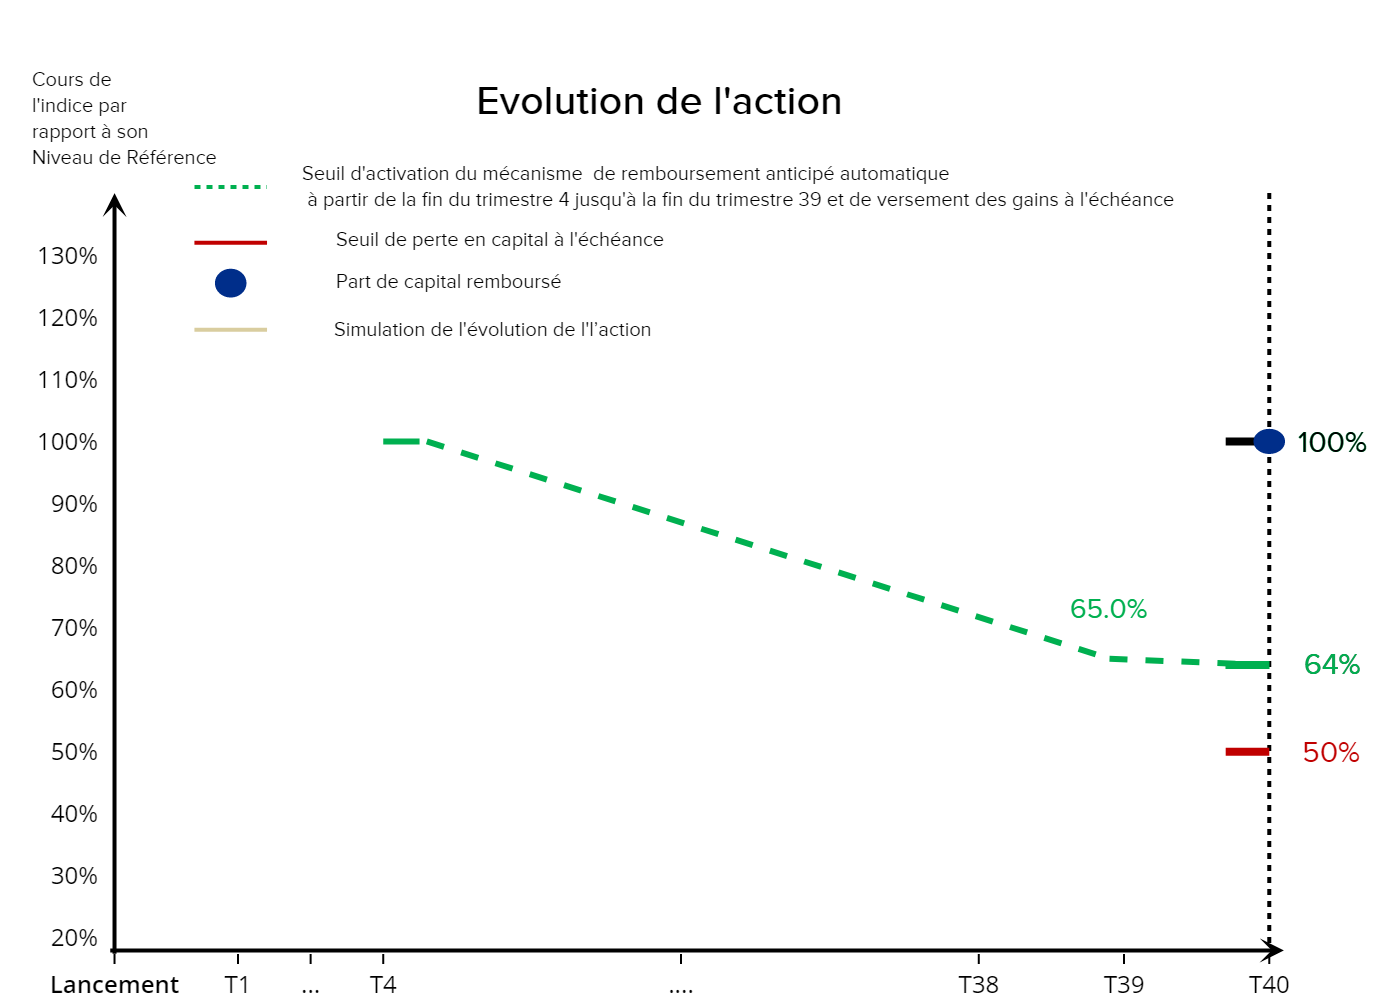 Cours de
l'indice par
rapport à son
Niveau de Référence
Evolution de l'action
Seuil d'activation du mécanisme  de remboursement anticipé automatique
à partir de la fin du trimestre 4 jusqu'à la fin du trimestre 39 et de versement des gains à l'échéance
Seuil de perte en capital à l'échéance
Part de capital remboursé
Simulation de l'évolution de l'l’action
130%
120%
110%
100%
100%
90%
80%
70%
65.0%
64%
60%
50%
50%
40%
30%
20%
Lancement T1 ... T4 .... T38 T39 T40